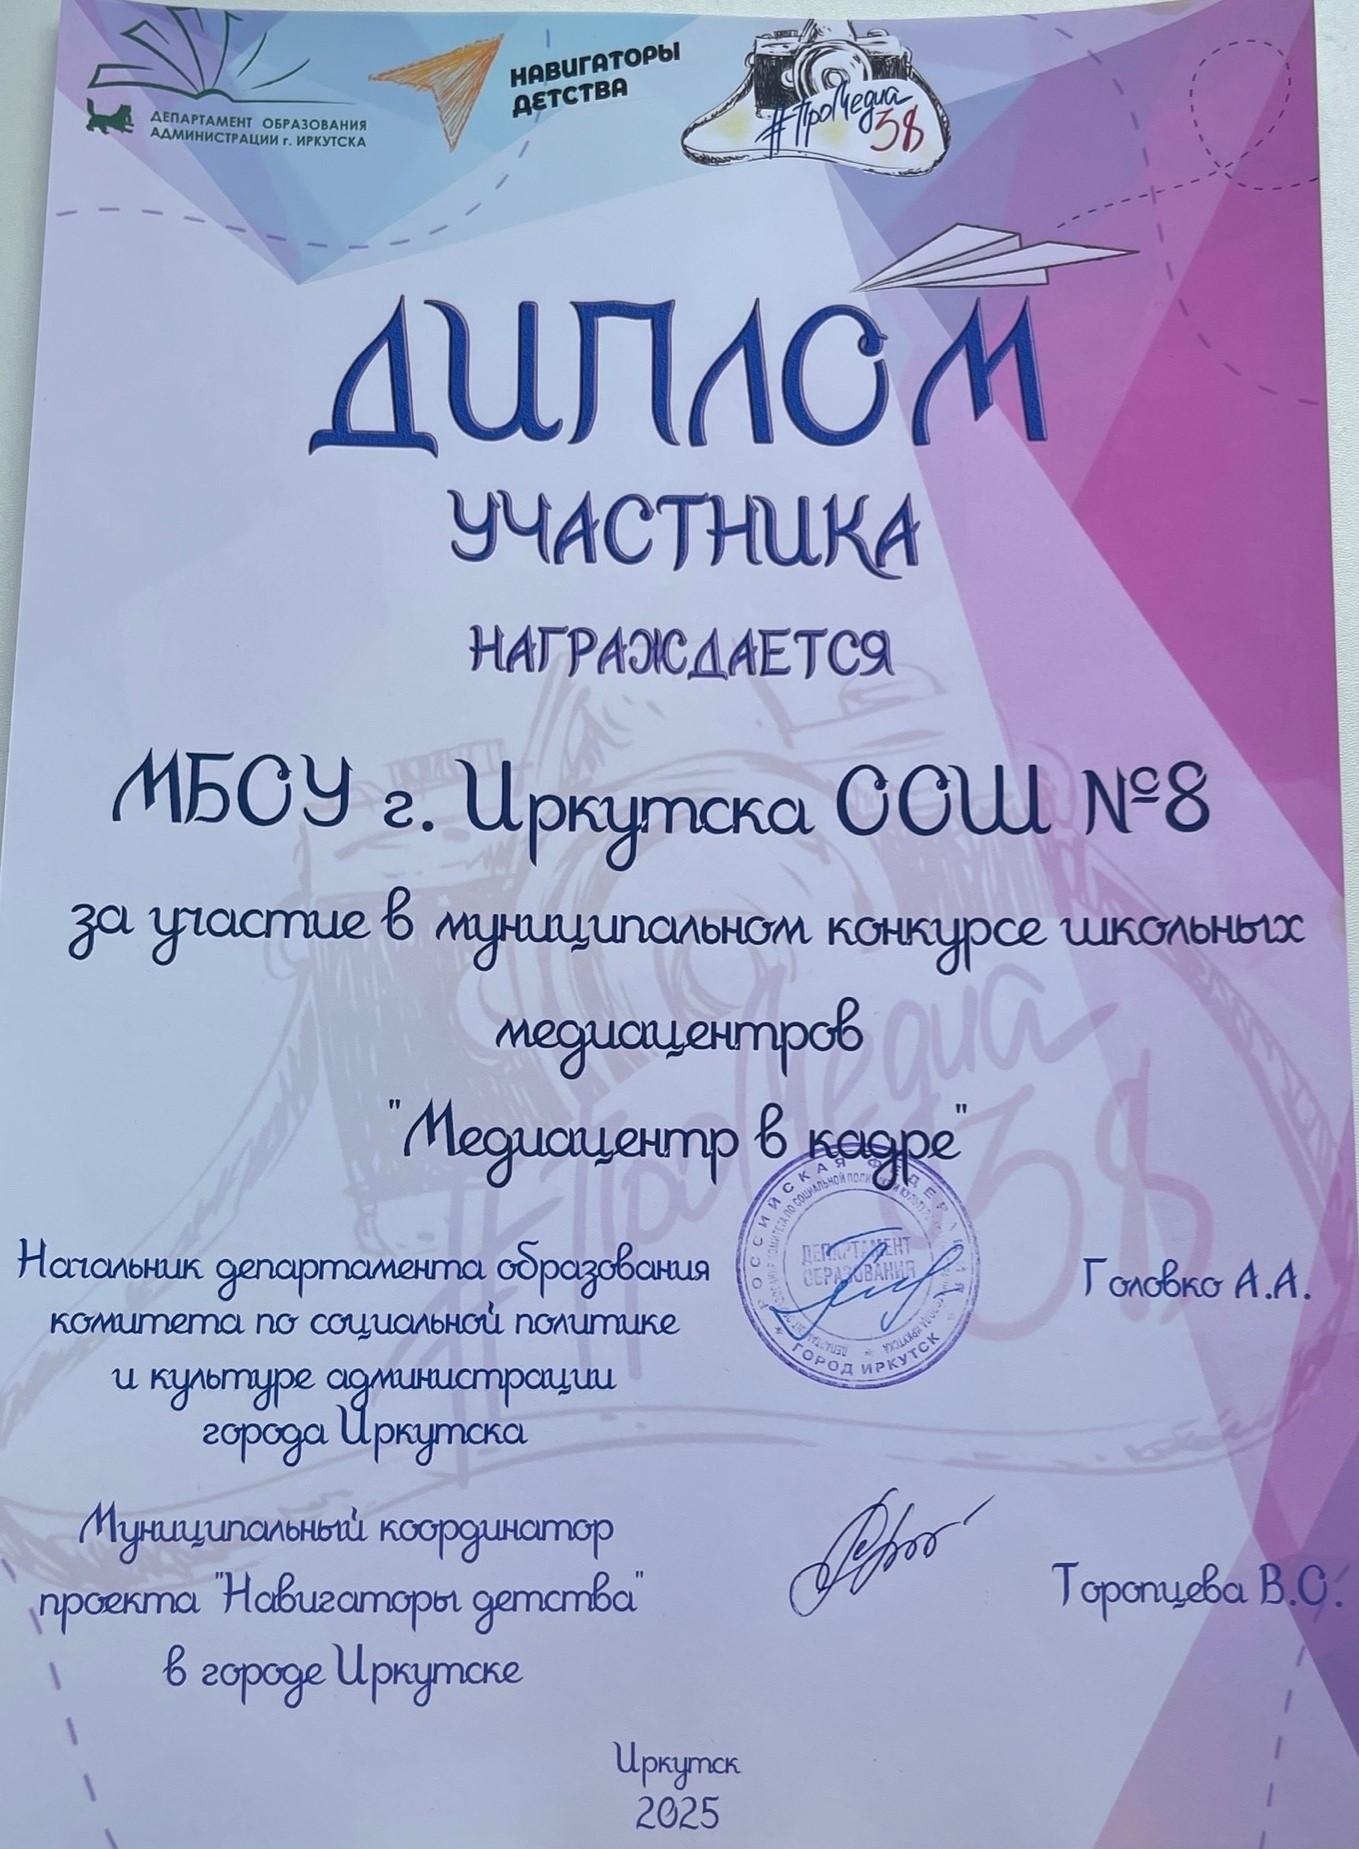 ДЕПАРТАМЕНТ ОБРАЗОВАНИЯ
АДМИНИСТРАЦИИ г. ИРКУТСКА
НАВИГАТОРЫ
ДЕТСТВА
#ПроМедиа
38
ДИПЛОМ
УЧАСТНИКА
НАГРАЖДАЕТСЯ
МБОУ г. Иркутска СОШ №8
за участие в муниципальном конкурсе школьных
медиацентров
"Медиацентр в кадре"
Начальник департамента образования
комитета по социальной политике
и культуре администрации
города Иркутска
РОССИЙСКАЯ ФЕДЕРАЦИЯ
ДЕПАРТАМЕНТ
ОБРАЗОВАНИЯ
ГОРОД ИРКУТСК
Головко А.А.
Муниципальный координатор
проекта "Навигаторы детства"
в городе Иркутске
Торопцева В.С.
Иркутск
2025